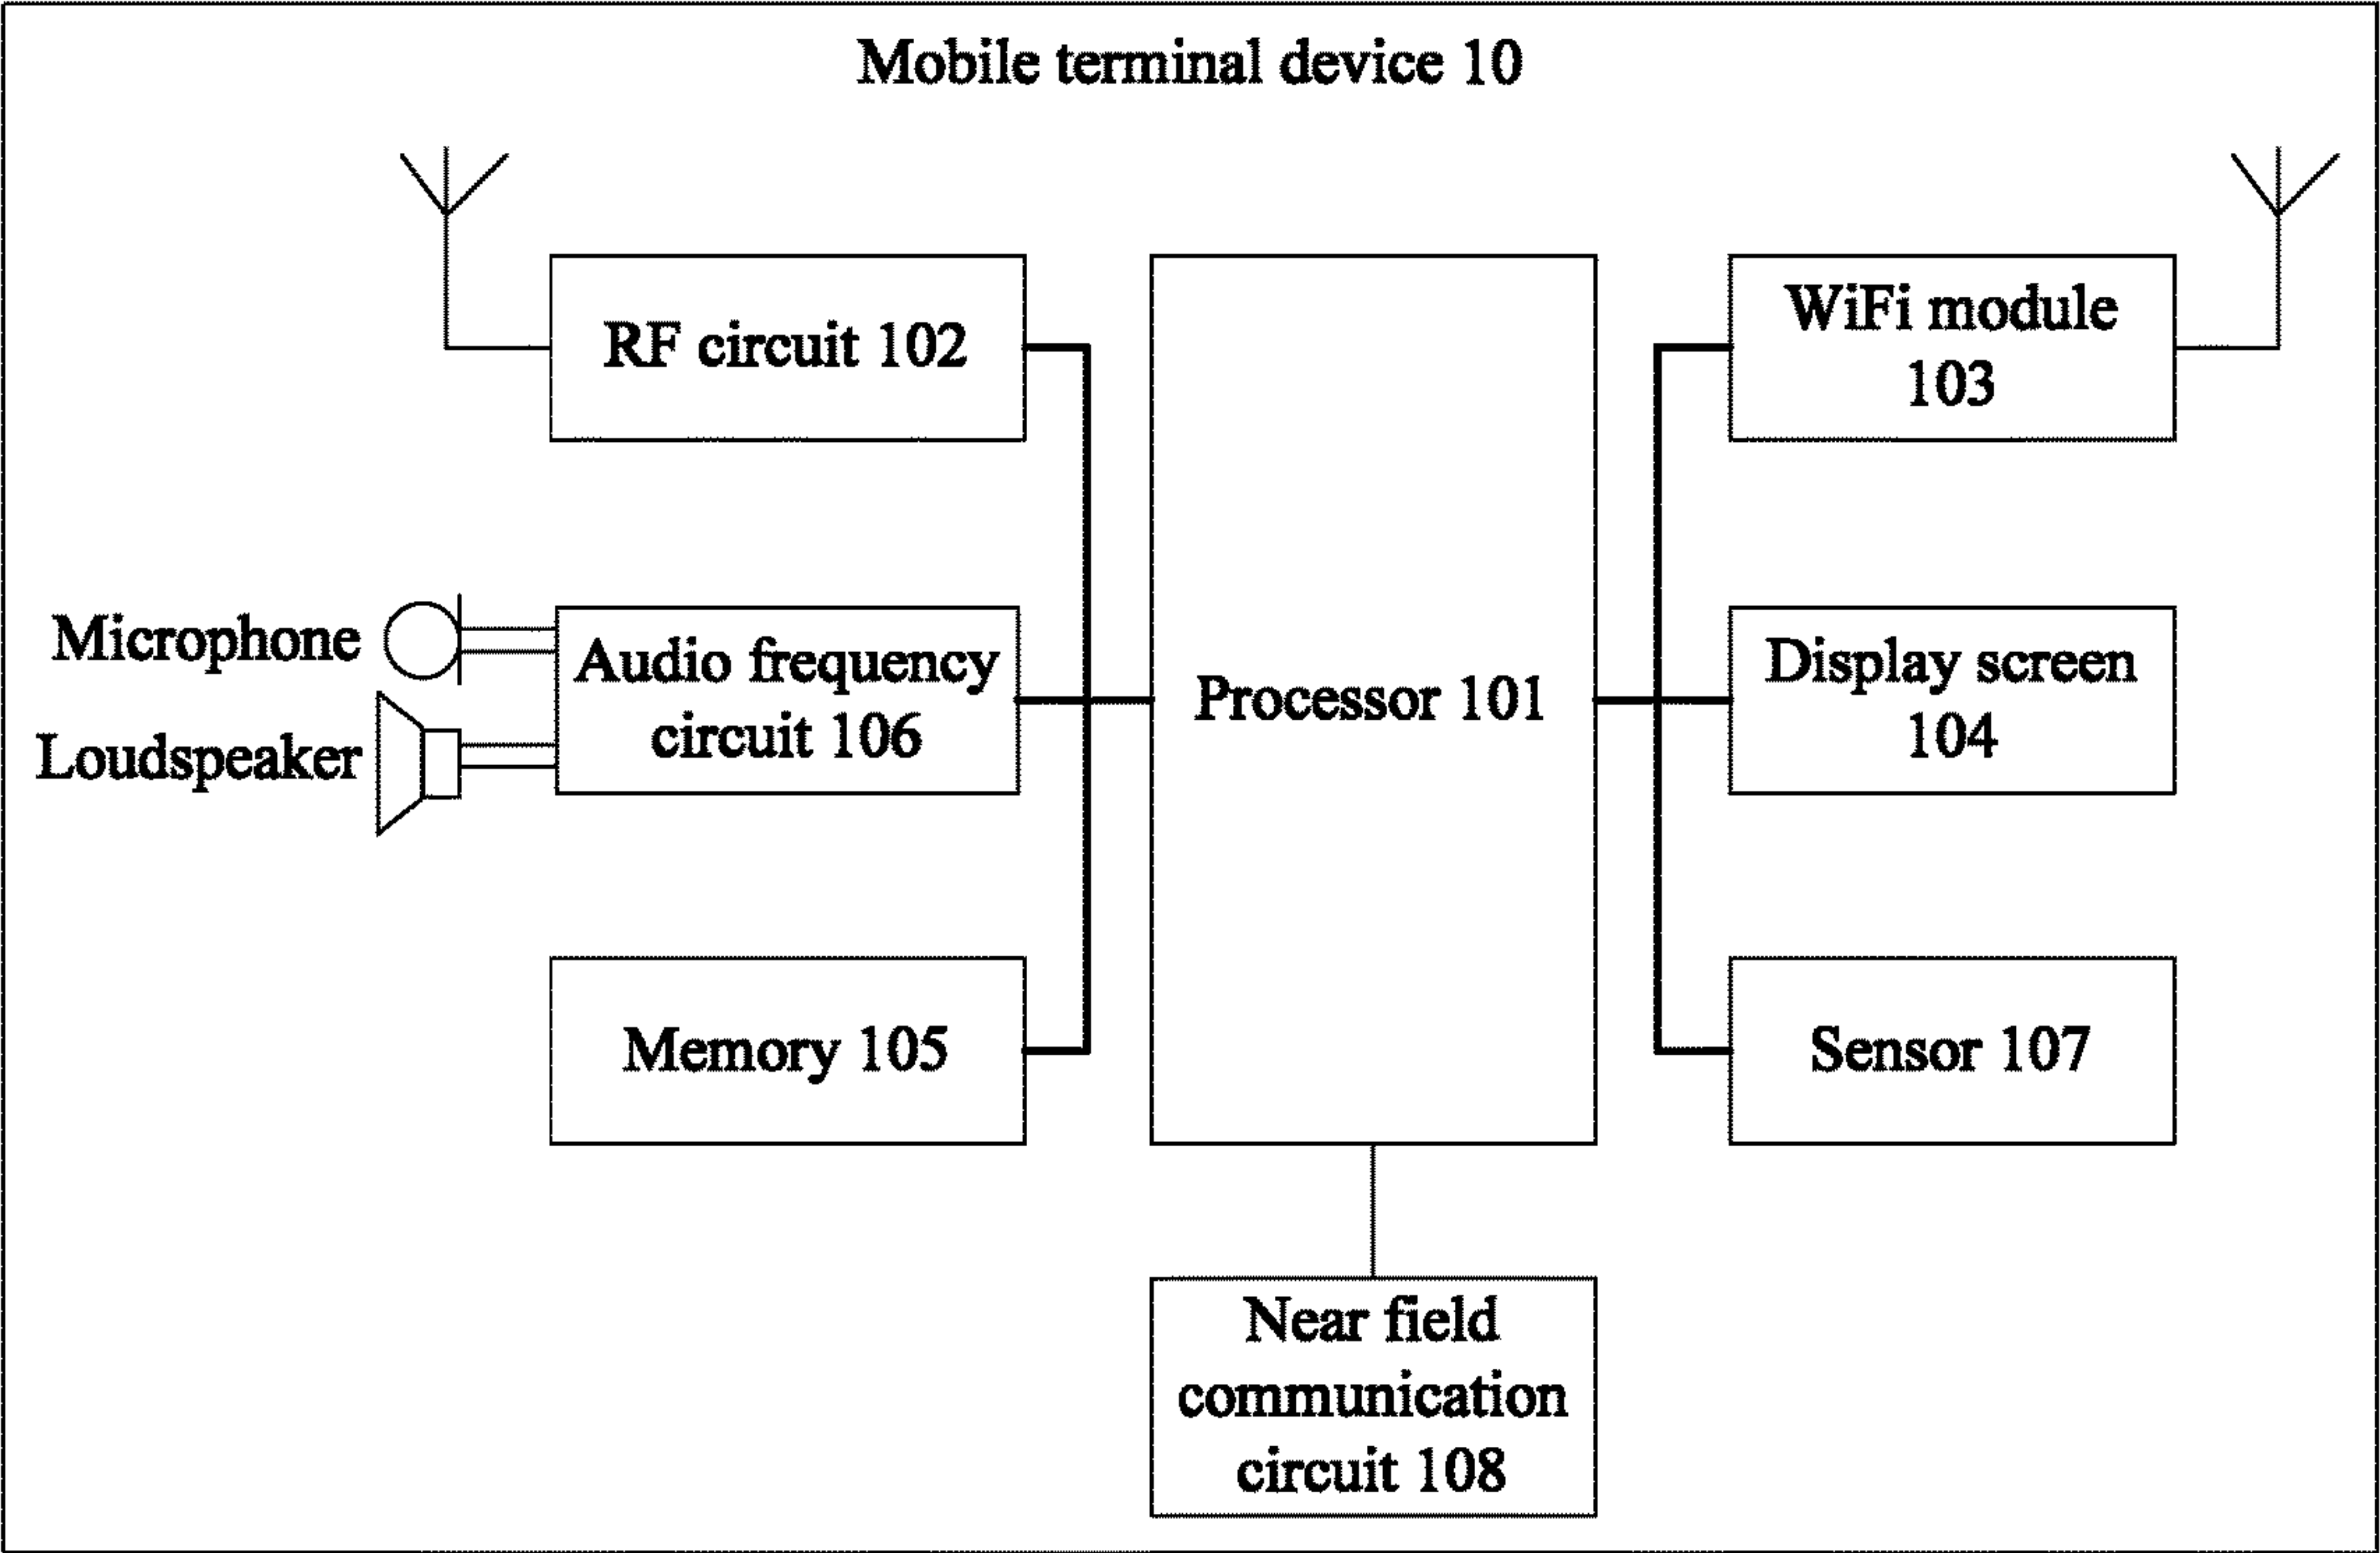 Mobile terminal device 10
RF circuit 102
WiFi module
103
Microphone
Loudspeaker
Audio frequency
circuit 106
Processor 101
Display screen
104
Memory 105
Sensor 107
Near field
communication
circuit 108